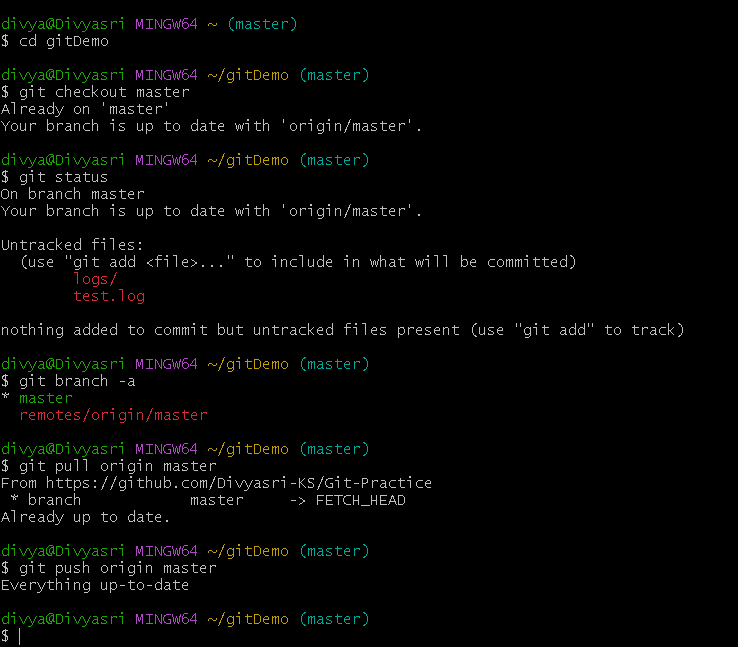 divya@Divyasri MINGW64 ~ (master)
$ cd gitDemo
divya@Divyasri MINGW64 ~/gitDemo (master)
$ git checkout master
Already on 'master'
Your branch is up to date with 'origin/master'.
divya@Divyasri MINGW64 ~/gitDemo (master)
$ git status
On branch master
Your branch is up to date with 'origin/master'.
Untracked files:
  (use "git add <file>..." to include in what will be committed)
        logs/
        test.log
nothing added to commit but untracked files present (use "git add" to track)
divya@Divyasri MINGW64 ~/gitDemo (master)
$ git branch -a
* master
  remotes/origin/master
divya@Divyasri MINGW64 ~/gitDemo (master)
$ git pull origin master
From https://github.com/Divyasri-KS/Git-Practice
 * branch            master     -> FETCH_HEAD
Already up to date.
divya@Divyasri MINGW64 ~/gitDemo (master)
$ git push origin master
Everything up-to-date
divya@Divyasri MINGW64 ~/gitDemo (master)
$